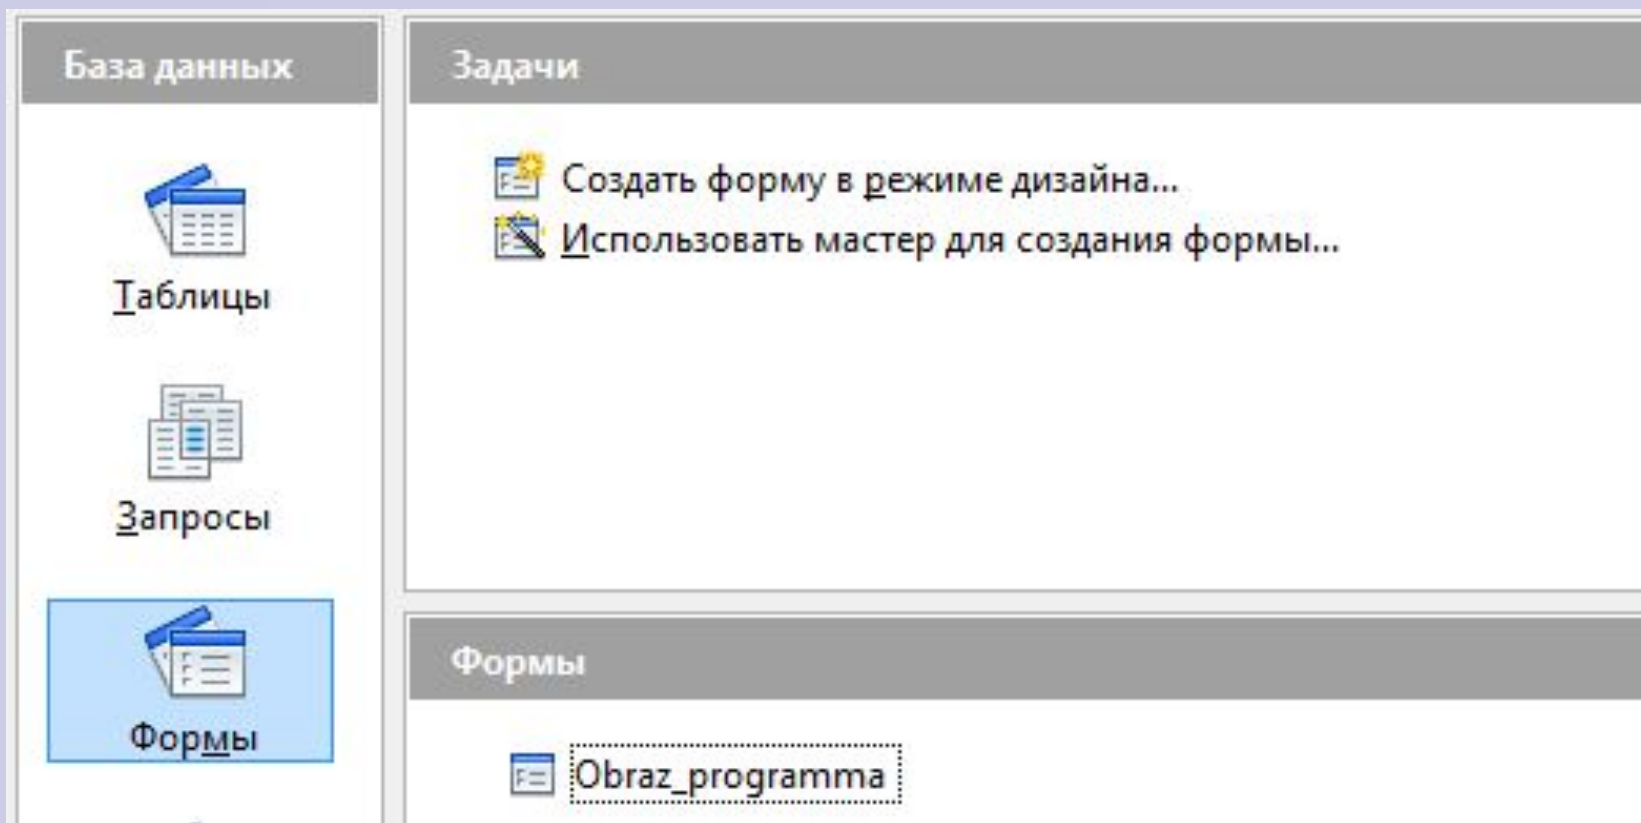 База данных
Таблицы
Запросы
Формы
Задачи
Создать форму в режиме дизайна...
Использовать мастер для создания формы...
Формы
Obraz_programma